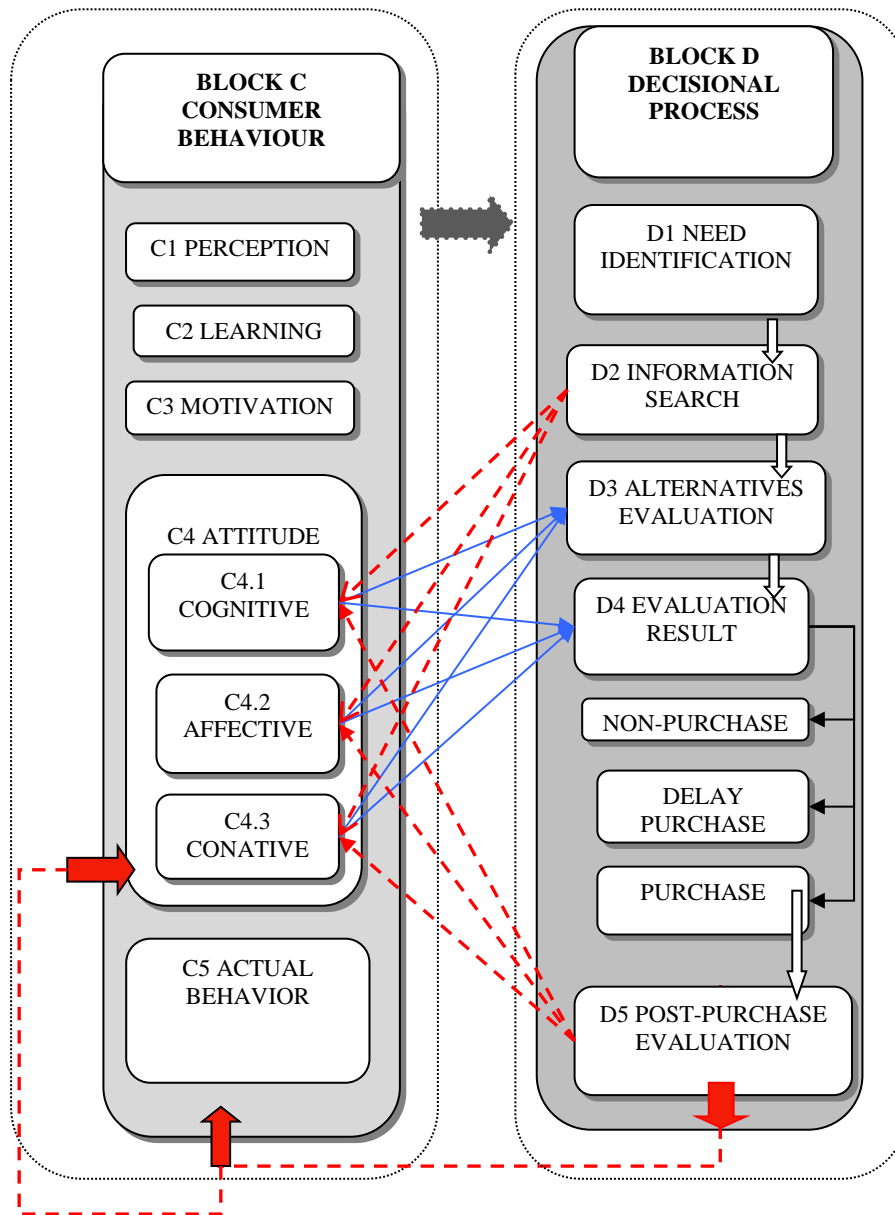 BLOCK C
CONSUMER
BEHAVIOUR
C1 PERCEPTION
C2 LEARNING
C3 MOTIVATION
C4 ATTITUDE
C4.1
COGNITIVE
C4.2
AFFECTIVE
C4.3
CONATIVE
C5 ACTUAL
BEHAVIOR
BLOCK D
DECISIONAL
PROCESS
D1 NEED
IDENTIFICATION
D2 INFORMATION
SEARCH
D3 ALTERNATIVES
EVALUATION
D4 EVALUATION
RESULT
NON-PURCHASE
DELAY
PURCHASE
PURCHASE
D5 POST-PURCHASE
EVALUATION